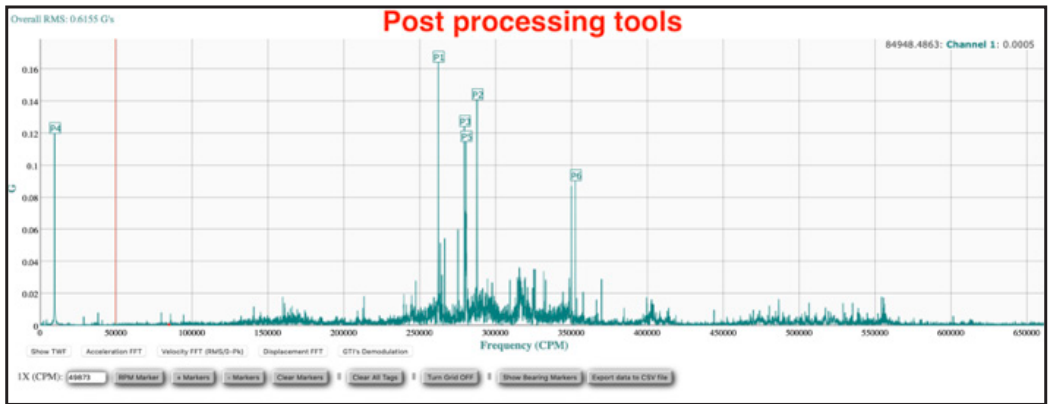 Post processing tools
Overall RMS: 0.6155 G's
84948.4863: Channel 1: 0.0005
P1
P2
P3
P5
P4
P6
0.16
0.14
0.12
0.1
0.08
0.06
0.04
0.02
0
G
0 50000 100000 150000 200000 250000 300000 350000 400000 450000 500000 550000 600000 650000
Frequency (CPM)
Show TWF Acceleration FFT Velocity FFT (RMS/0-Pk) Displacement FFT GTI's Demodulation
1X (CPM): 49873 RPM Marker + Markers - Markers Clear Markers || Clear All Tags || Turn Grid OFF || Show Bearing Markers Export data to CSV file